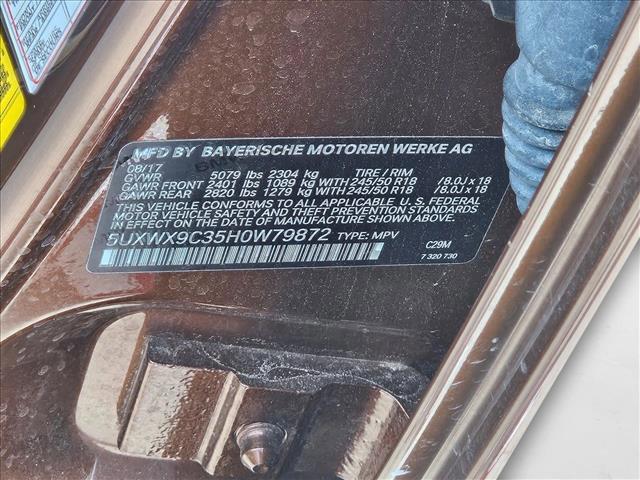 MFD BY BAYERISCHE MOTOREN WERKE AG
08/17
GVWR 5079 lbs 2304 kg TIRE / RIM
GAWR FRONT 2401 lbs 1089 kg WITH 245/50 R18 /8.0J x 18
GAWR REAR 2820 lbs 1279 kg WITH 245/50 R18 /8.0J x 18
THIS VEHICLE CONFORMS TO ALL APPLICABLE U.S. FEDERAL
MOTOR VEHICLE SAFETY AND THEFT PREVENTION STANDARDS
IN EFFECT ON THE DATE OF MANUFACTURE SHOWN ABOVE.
5UXWX9C35H0W79872 TYPE: MPV
C29M
7 320 730